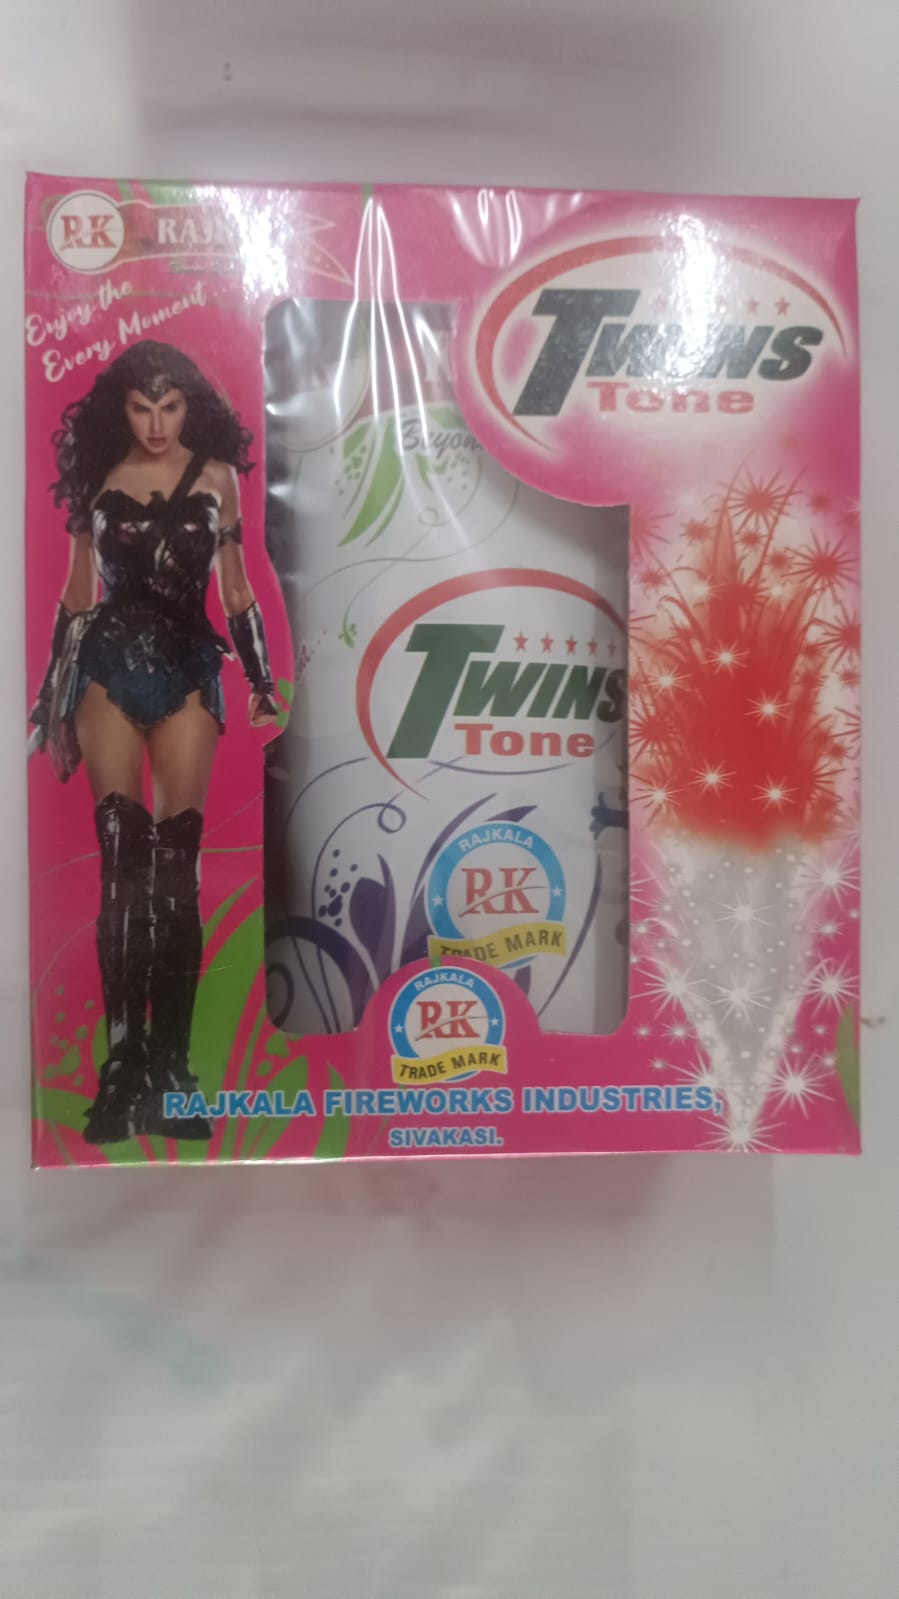 RK
Enjoy the
Every Moment
TWINS
Tone
TWINS
Tone
RAJKALA
RK
TRADE MARK
RAJKALA
RK
TRADE MARK
RAJKALA FIREWORKS INDUSTRIES,
SIVAKASI.